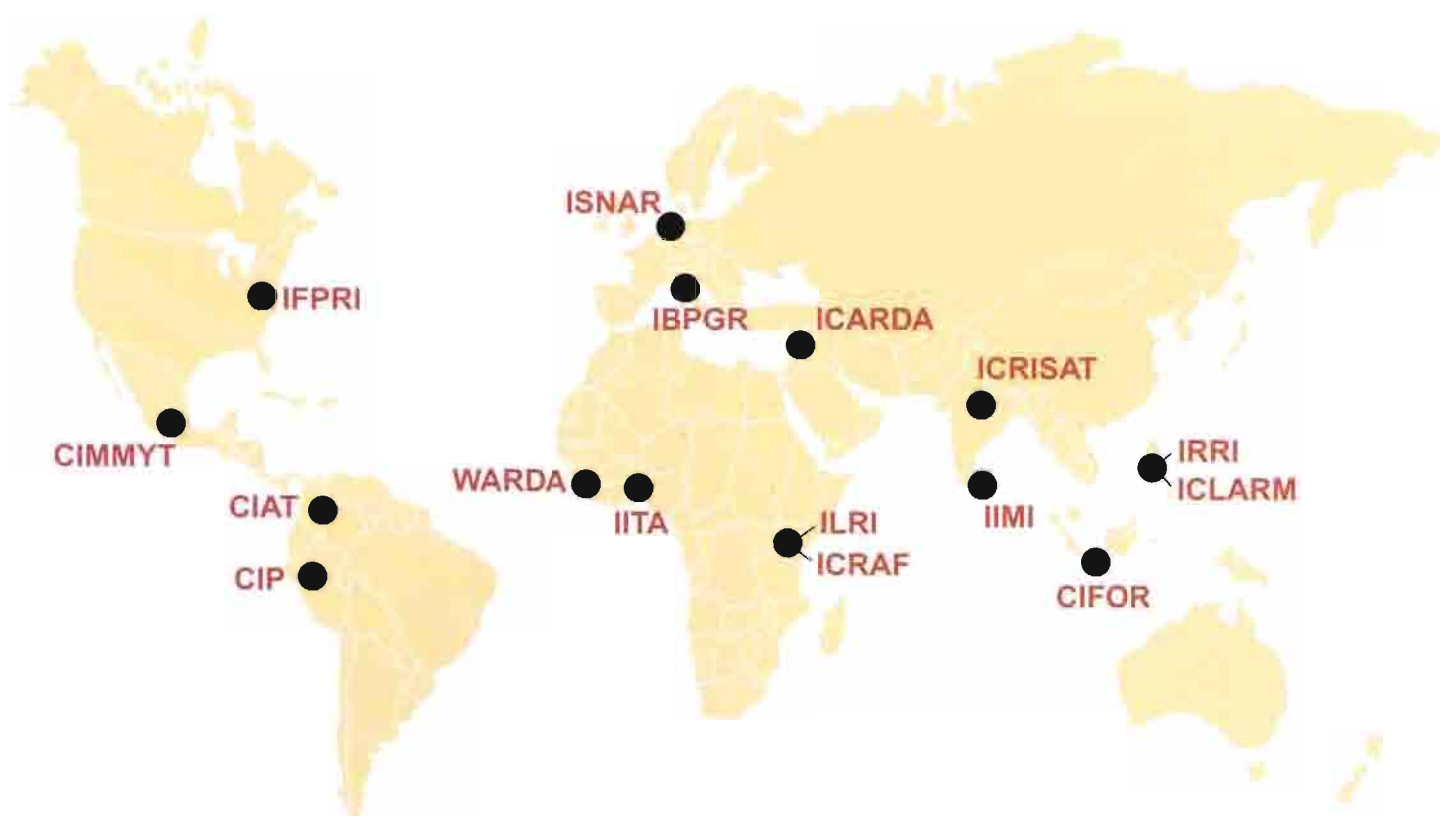 ISNAR
IFPRI
IBPGR
ICARDA
ICRISAT
CIMMYT
IRRI
ICLARM
WARDA
CIAT
IITA
ILRI
IIMI
ICRAF
CIP
CIFOR